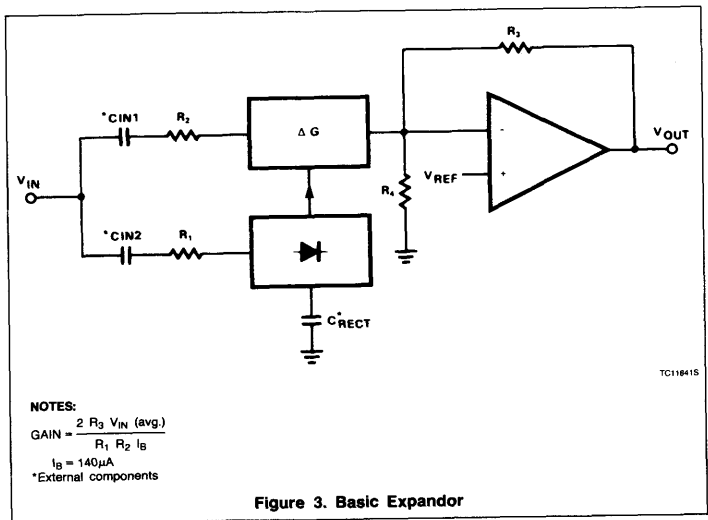 R3
*CIN1
R2
ΔG
-
VOUT
VIN
VREF
+
R4
*CIN2
R1
C*RECT
TC11841S
NOTES:
GAIN = 2 R3 VIN (avg.)
R1 R2 IB
IB = 140µA
*External components
Figure 3. Basic Expandor